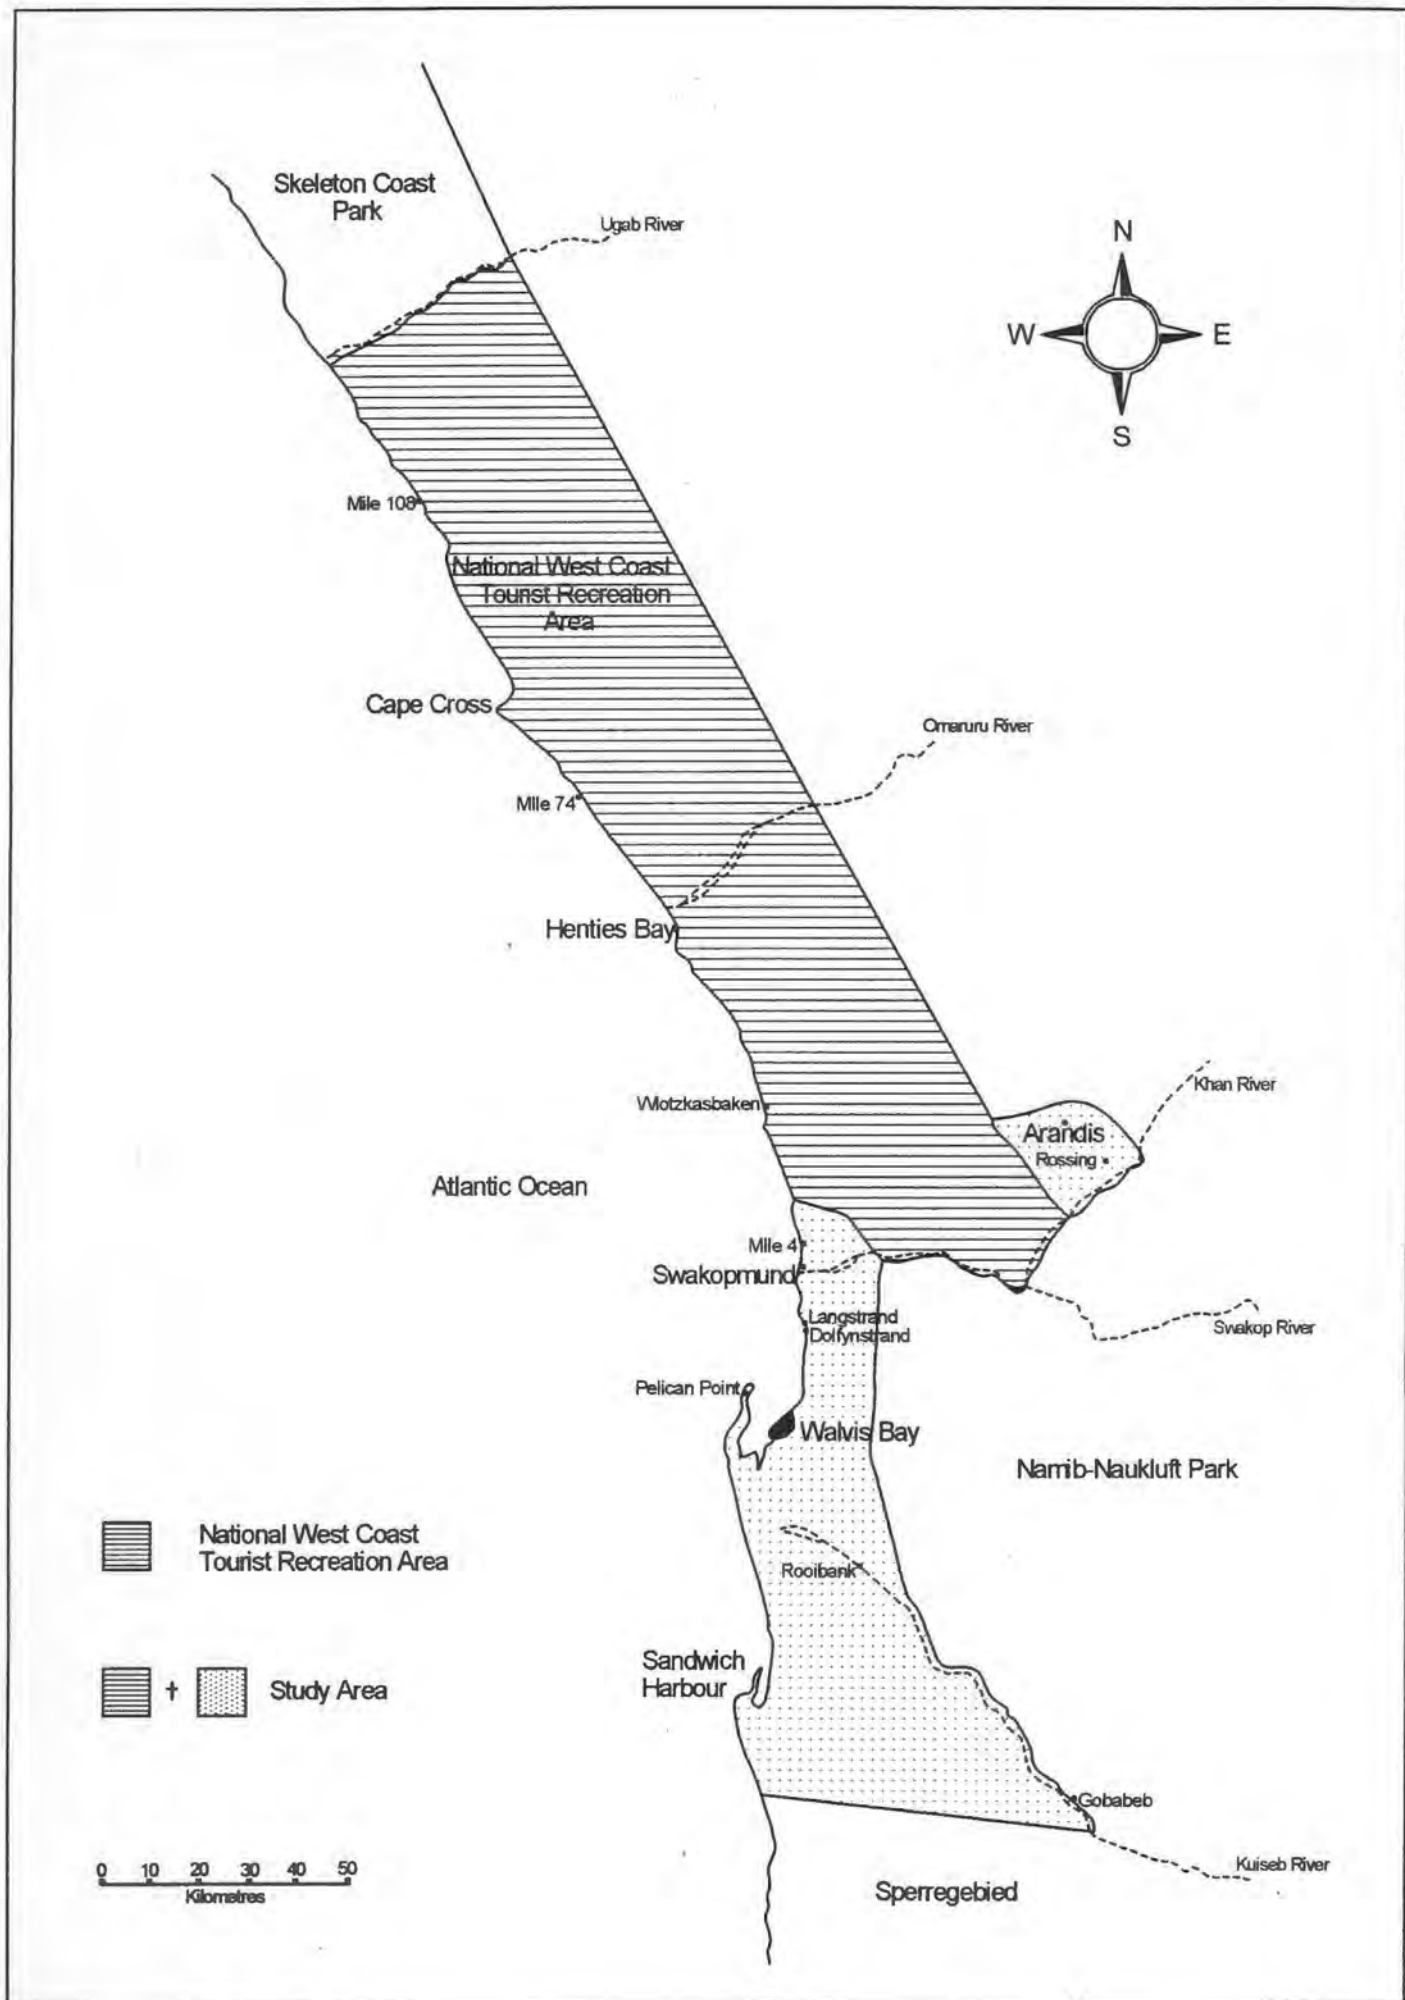 Skeleton Coast
Park
Ugab River
N
W
E
S
Mile 108
National West Coast
Tourist Recreation
Area
Cape Cross
Omaruru River
Mile 74
Henties Bay
Khan River
Wlotzkasbaken
Arandis
Rossing
Atlantic Ocean
Mile 4
Swakopmund
Langstrand
Dolfynstrand
Swakop River
Pelican Point
Walvis Bay
Namib-Naukluft Park
National West Coast
Tourist Recreation Area
Rooibank
Sandwich
Harbour
+ Study Area
Gobabeb
0 10 20 30 40 50
Kilometres
Kuiseb River
Sperregebied